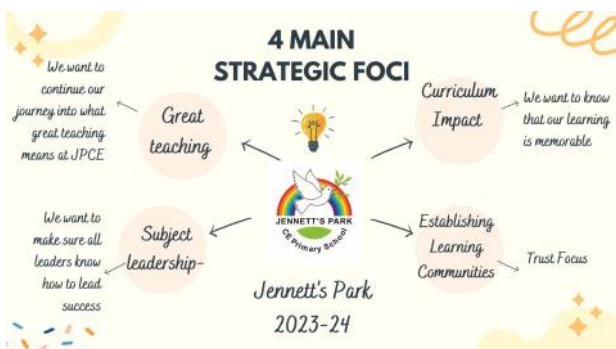 4 MAIN
STRATEGIC FOCI
We want to
continue our
journey into what
great teaching
means at JPCE
Great
teaching
Curriculum
Impact
We want to know
that our learning
is memorable
We want to
make sure all
leaders know
how to lead
success
Subject
leadership-
JENNETT'S PARK
CE Primary School
Establishing
Learning
Communities
Trust Focus
Jennett's Park
2023-24